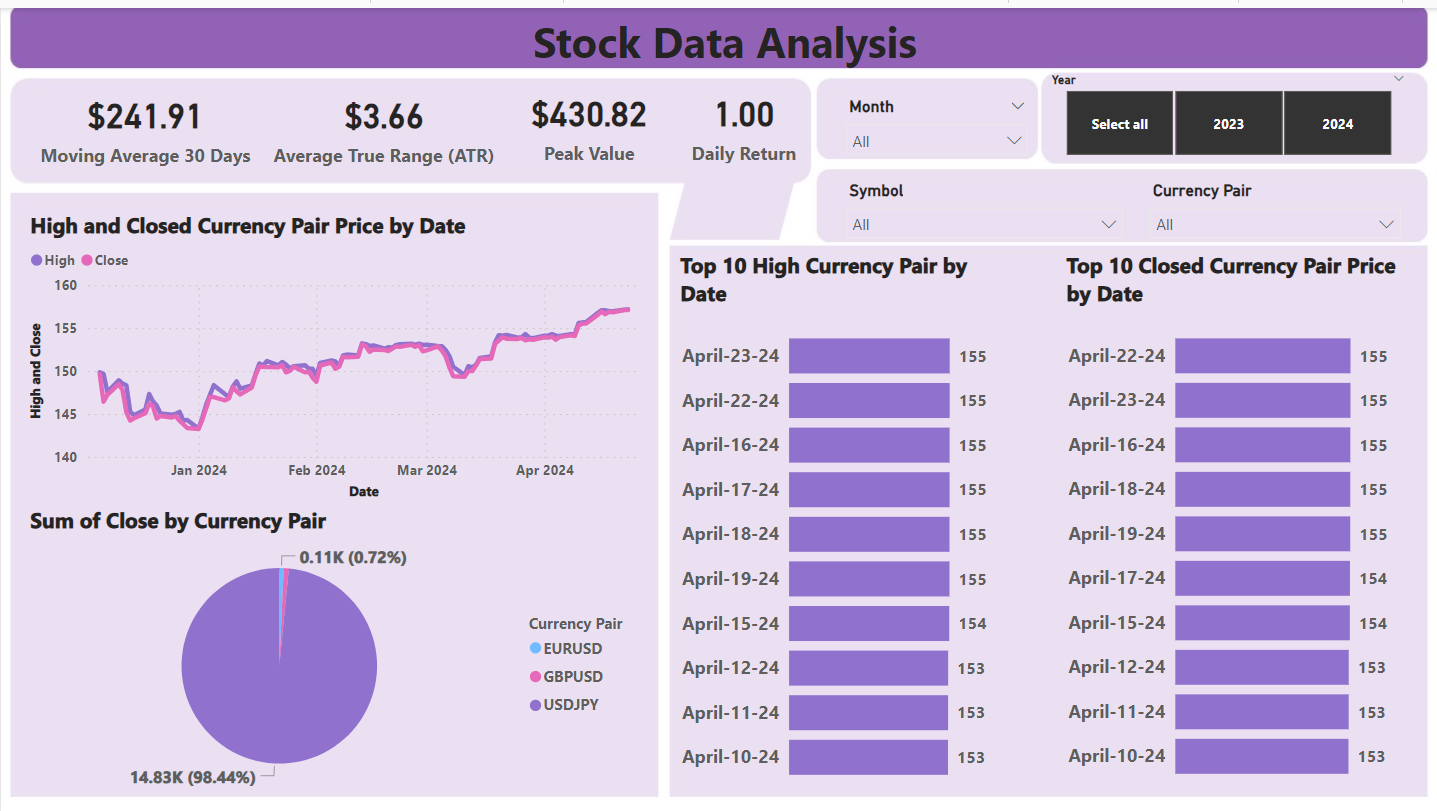 Stock Data Analysis
$241.91
Moving Average 30 Days
$3.66
Average True Range (ATR)
$430.82
Peak Value
1.00
Daily Return
Month
All
Year
Select all
2023
2024
Symbol
All
Currency Pair
All
High and Closed Currency Pair Price by Date
High Close
High and Close
160
155
150
145
140
Jan 2024 Feb 2024 Mar 2024 Apr 2024
Date
Sum of Close by Currency Pair
0.11K (0.72%)
14.83K (98.44%)
Currency Pair
EURUSD
GBPUSD
USDJPY
Top 10 High Currency Pair by
Date
April-23-24 155
April-22-24 155
April-16-24 155
April-17-24 155
April-18-24 155
April-19-24 155
April-15-24 154
April-12-24 153
April-11-24 153
April-10-24 153
Top 10 Closed Currency Pair Price
by Date
April-22-24 155
April-23-24 155
April-16-24 155
April-18-24 155
April-19-24 155
April-17-24 154
April-15-24 154
April-12-24 153
April-11-24 153
April-10-24 153